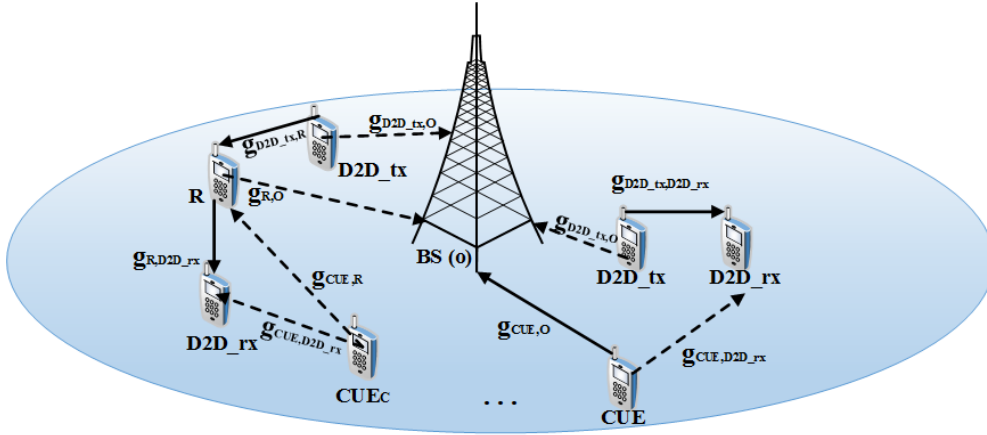 gD2D_tx,R
gD2D_tx,O
D2D_tx
R
gR,O
gD2D_tx,D2D_rx
gD2D_tx,O
BS (o)
D2D_tx
D2D_rx
gR,D2D_rx
gCUE,R
D2D_rx
gCUE,D2D_rx
gCUE,O
gCUE,D2D_rx
CUEC
. . .
CUE